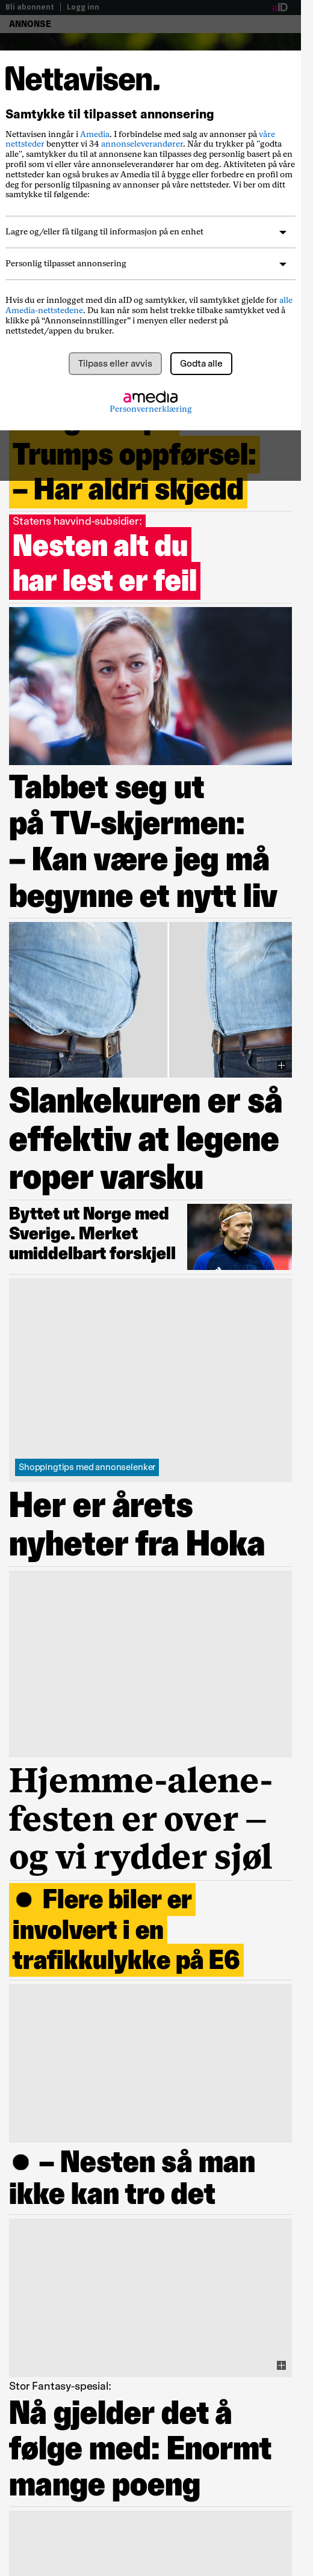 Bli abonnent | Logg inn
aID
ANNONSE
Nettavisen.
Samtykke til tilpasset annonsering
Nettavisen inngår i Amedia. I forbindelse med salg av annonser på våre
nettsteder benytter vi 34 annonseleverandører. Når du trykker på "godta
alle", samtykker du til at annonsene kan tilpasses deg personlig basert på en
profil som vi eller våre annonseleverandører har om deg. Aktiviteten på våre
nettsteder kan også brukes av Amedia til å bygge eller forbedre en profil om
deg for personlig tilpasning av annonser på våre nettsteder. Vi ber om ditt
samtykke til følgende:
Lagre og/eller få tilgang til informasjon på en enhet
Personlig tilpasset annonsering
Hvis du er innlogget med din aID og samtykker, vil samtykket gjelde for alle
Amedia-nettstedene. Du kan når som helst trekke tilbake samtykket ved å
klikke på “Annonseinnstillinger” i menyen eller nederst på
nettstedet/appen du bruker.
Tilpass eller avvis
Godta alle
amedia
Personvernerklæring
Trumps oppførsel:
– Har aldri skjedd
Statens havvind-subsidier:
Nesten alt du
har lest er feil
Tabbet seg ut
på TV-skjermen:
– Kan være jeg må
begynne et nytt liv
Slankekuren er så
effektiv at legene
roper varsku
Byttet ut Norge med
Sverige. Merket
umiddelbart forskjell
Shoppingtips med annonselenker
Her er årets
nyheter fra Hoka
Hjemme-alene-
festen er over –
og vi rydder sjøl
● Flere biler er
involvert i en
trafikkulykke på E6
● – Nesten så man
ikke kan tro det
Stor Fantasy-spesial:
Nå gjelder det å
følge med: Enormt
mange poeng